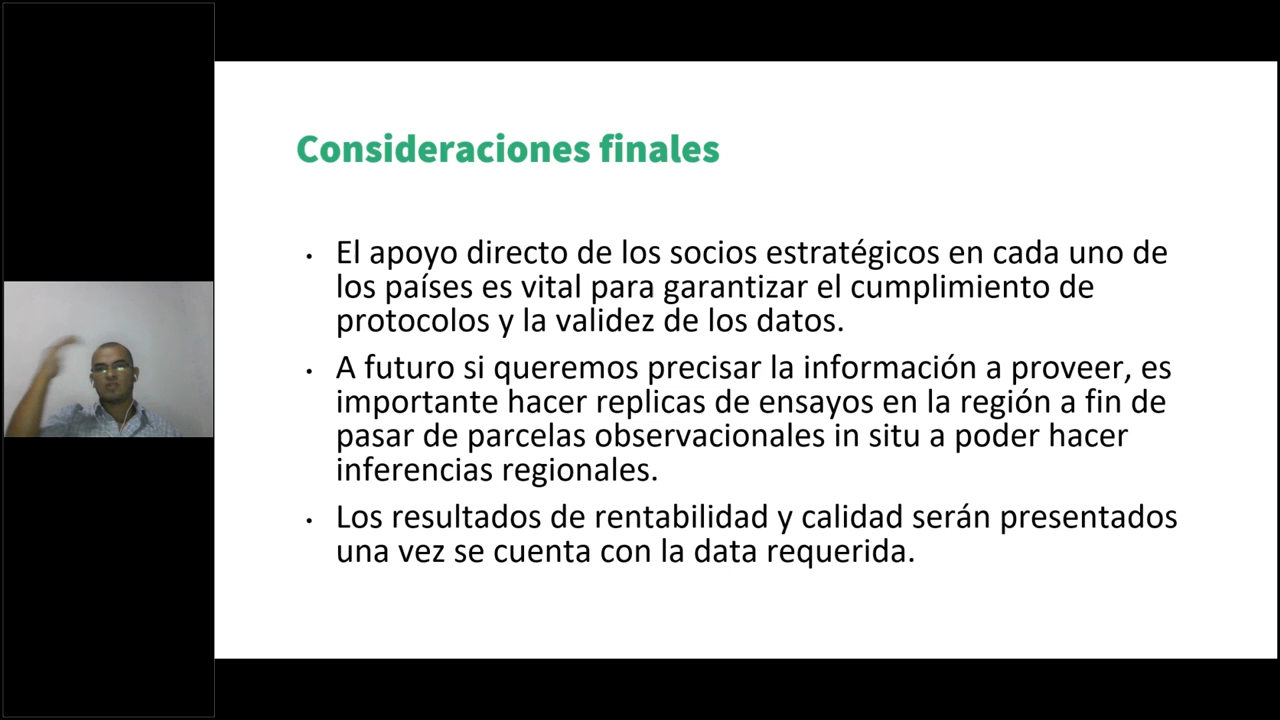 Consideraciones finales
• El apoyo directo de los socios estratégicos en cada uno de
los países es vital para garantizar el cumplimiento de
protocolos y la validez de los datos.
• A futuro si queremos precisar la información a proveer, es
importante hacer replicas de ensayos en la región a fin de
pasar de parcelas observacionales in situ a poder hacer
inferencias regionales.
• Los resultados de rentabilidad y calidad serán presentados
una vez se cuenta con la data requerida.